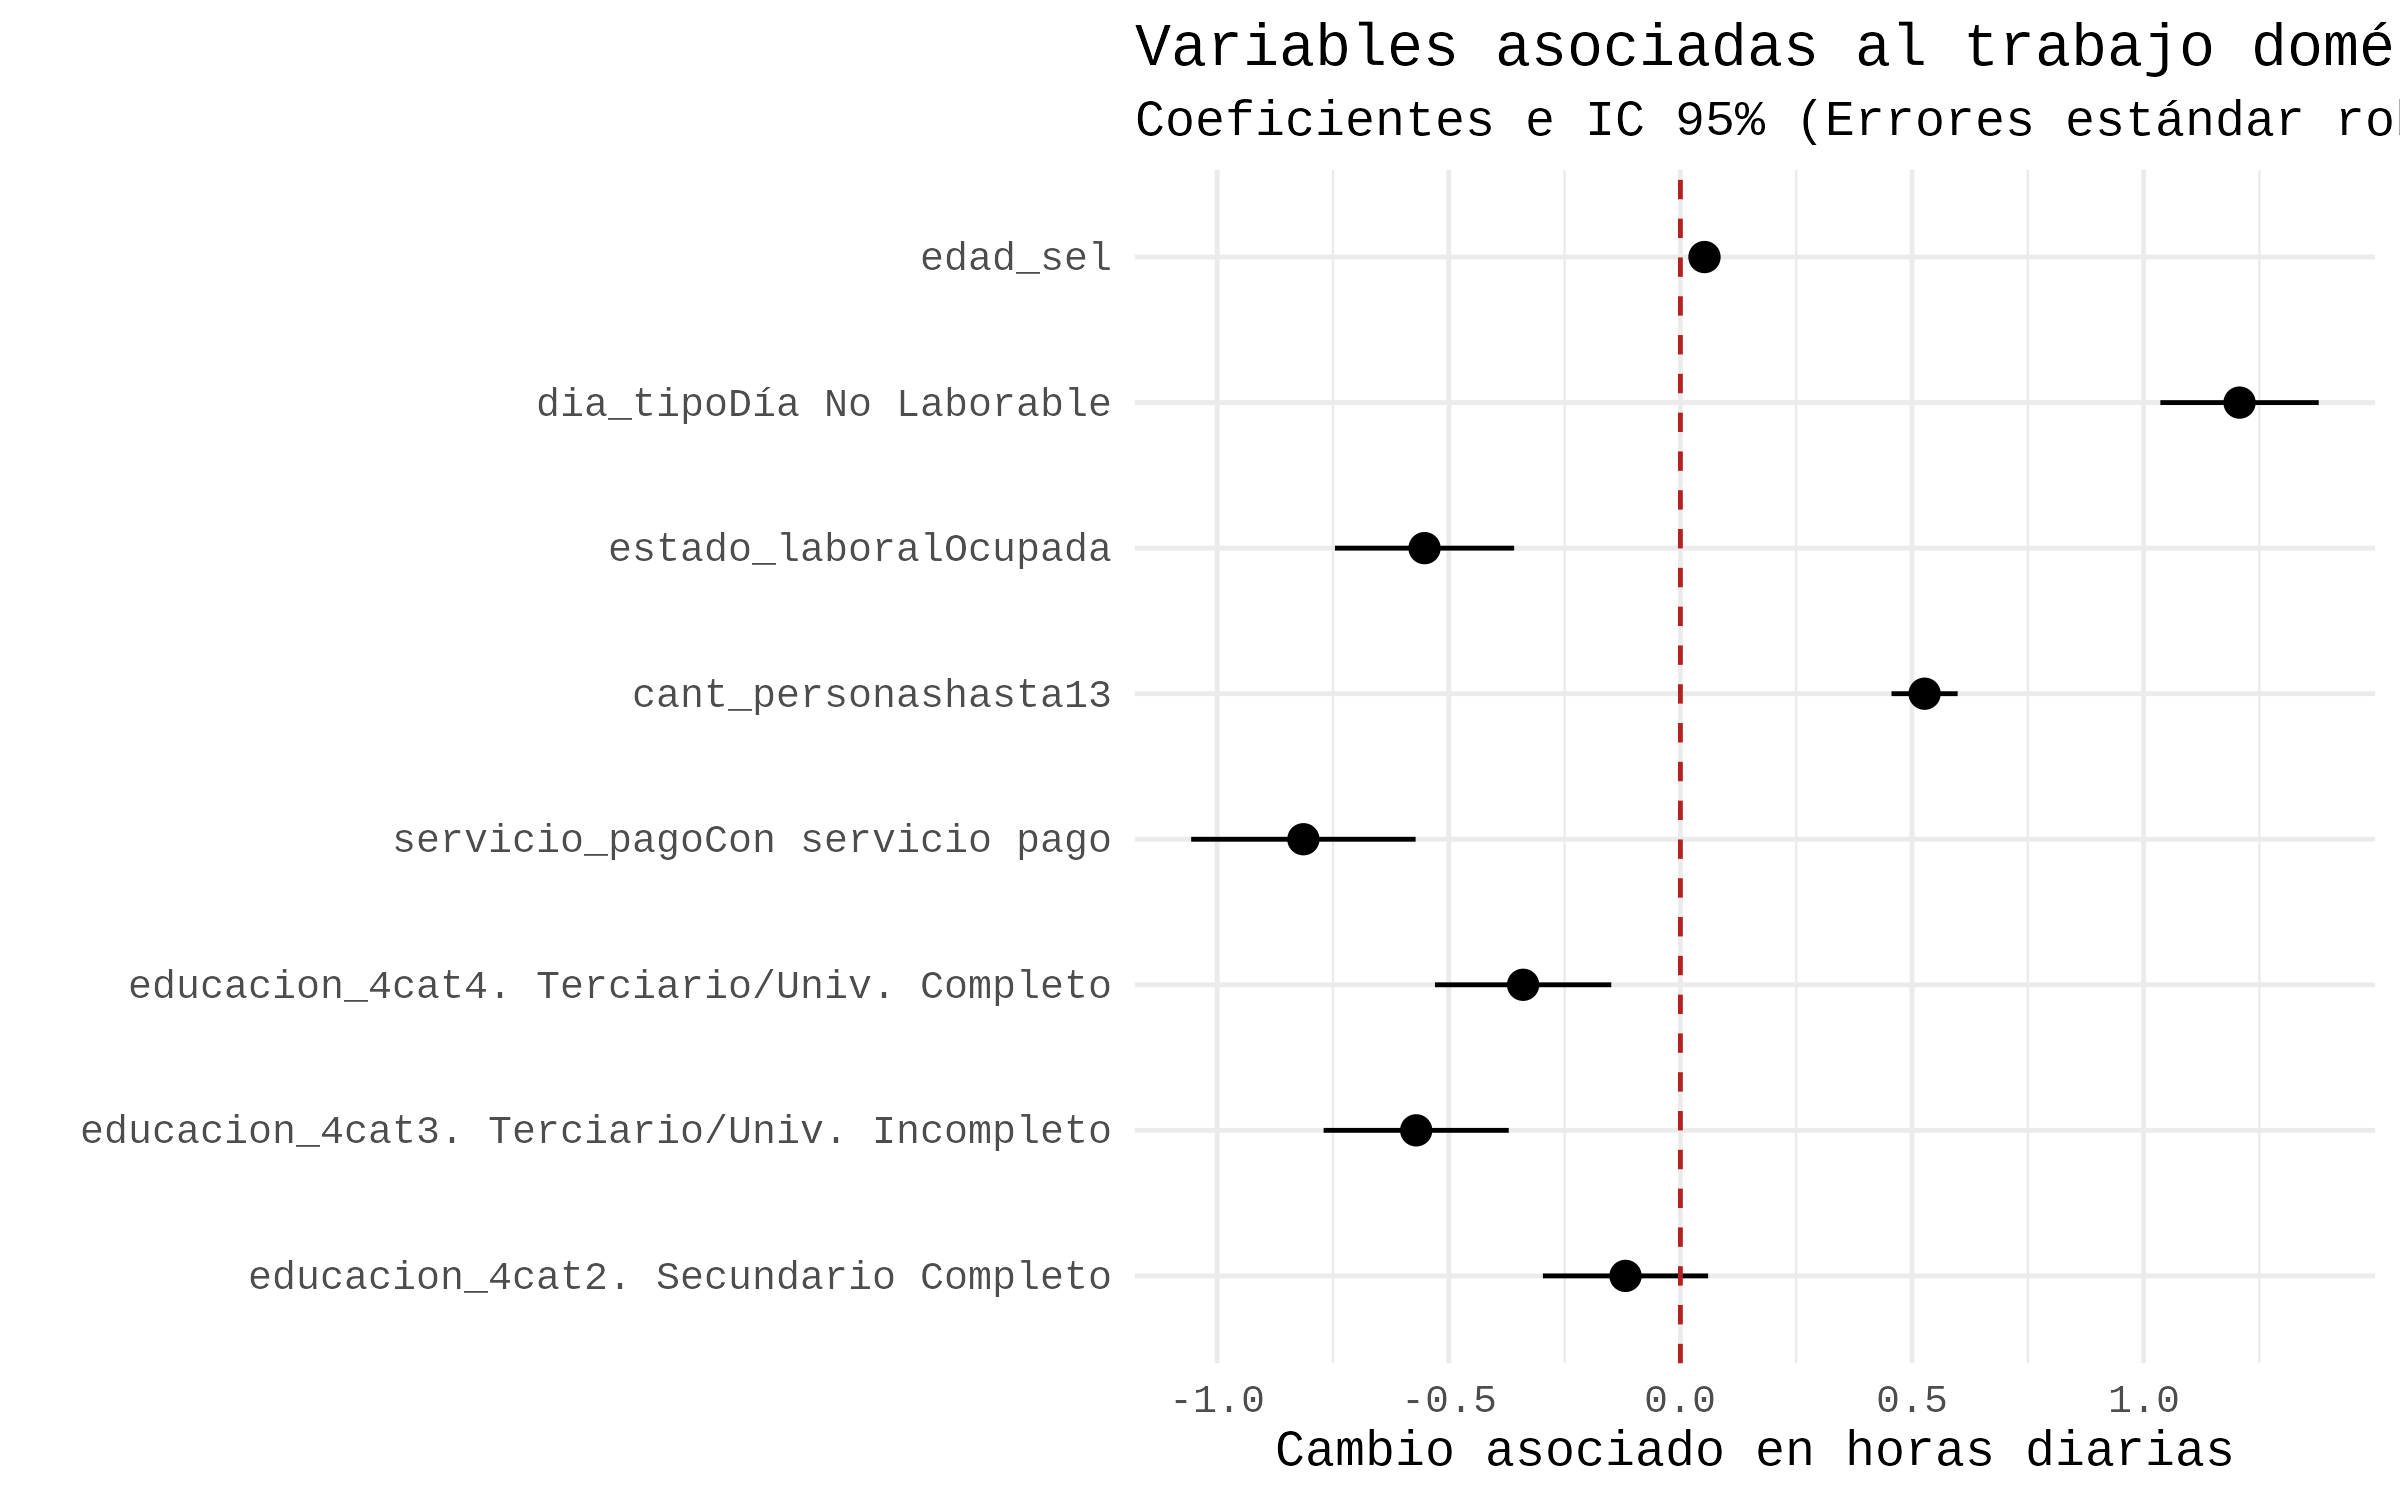 Variables asociadas al trabajo domé
Coeficientes e IC 95% (Errores estándar ro
edad_sel
dia_tipoDía No Laborable
estado_laboralOcupada
cant_personashasta13
servicio_pagoCon servicio pago
educacion_4cat4. Terciario/Univ. Completo
educacion_4cat3. Terciario/Univ. Incompleto
educacion_4cat2. Secundario Completo
-1.0 -0.5 0.0 0.5 1.0
Cambio asociado en horas diarias